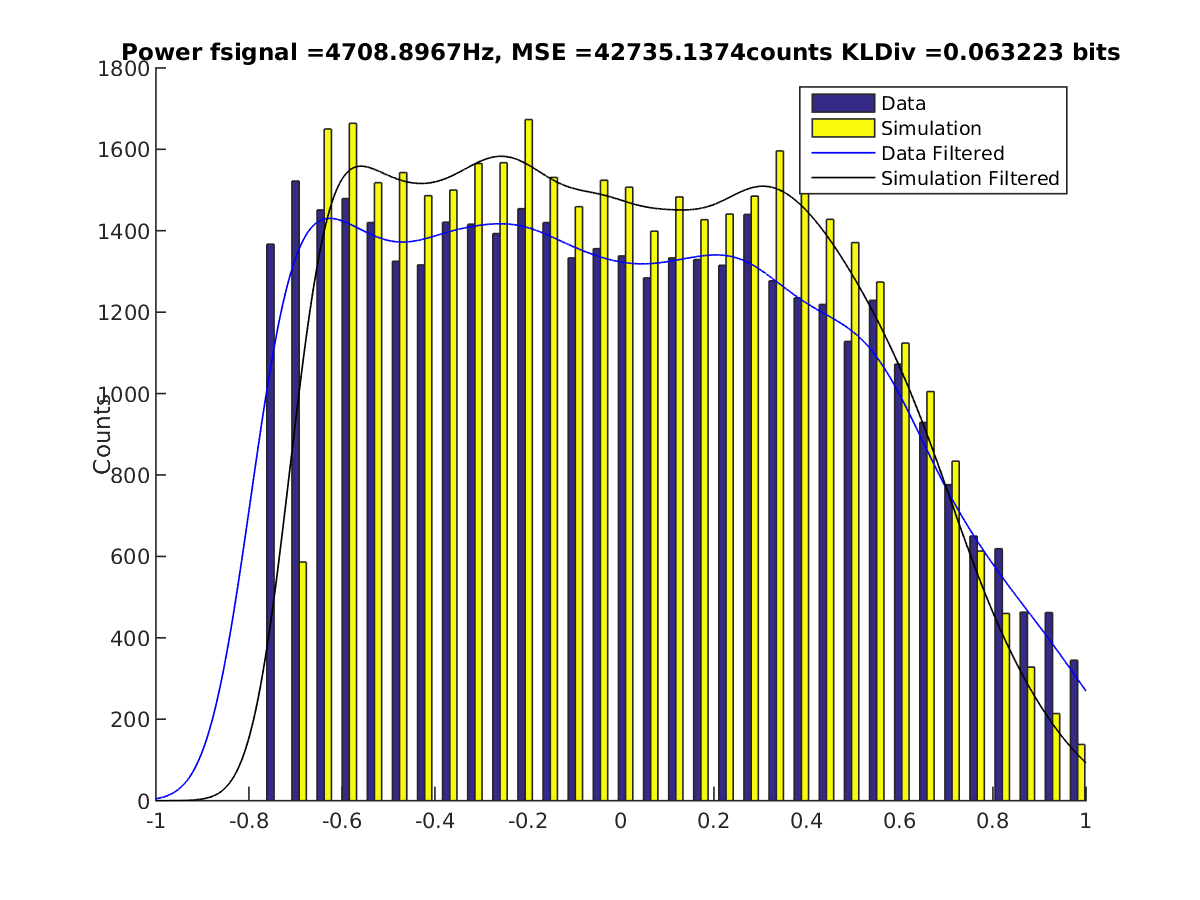 Power fsignal =4708.8967Hz, MSE =42735.1374counts KLDiv =0.063223 bits
Data
Simulation
Data Filtered
Simulation Filtered
Counts
1800
1600
1400
1200
1000
800
600
400
200
0
-1 -0.8 -0.6 -0.4 -0.2 0 0.2 0.4 0.6 0.8 1